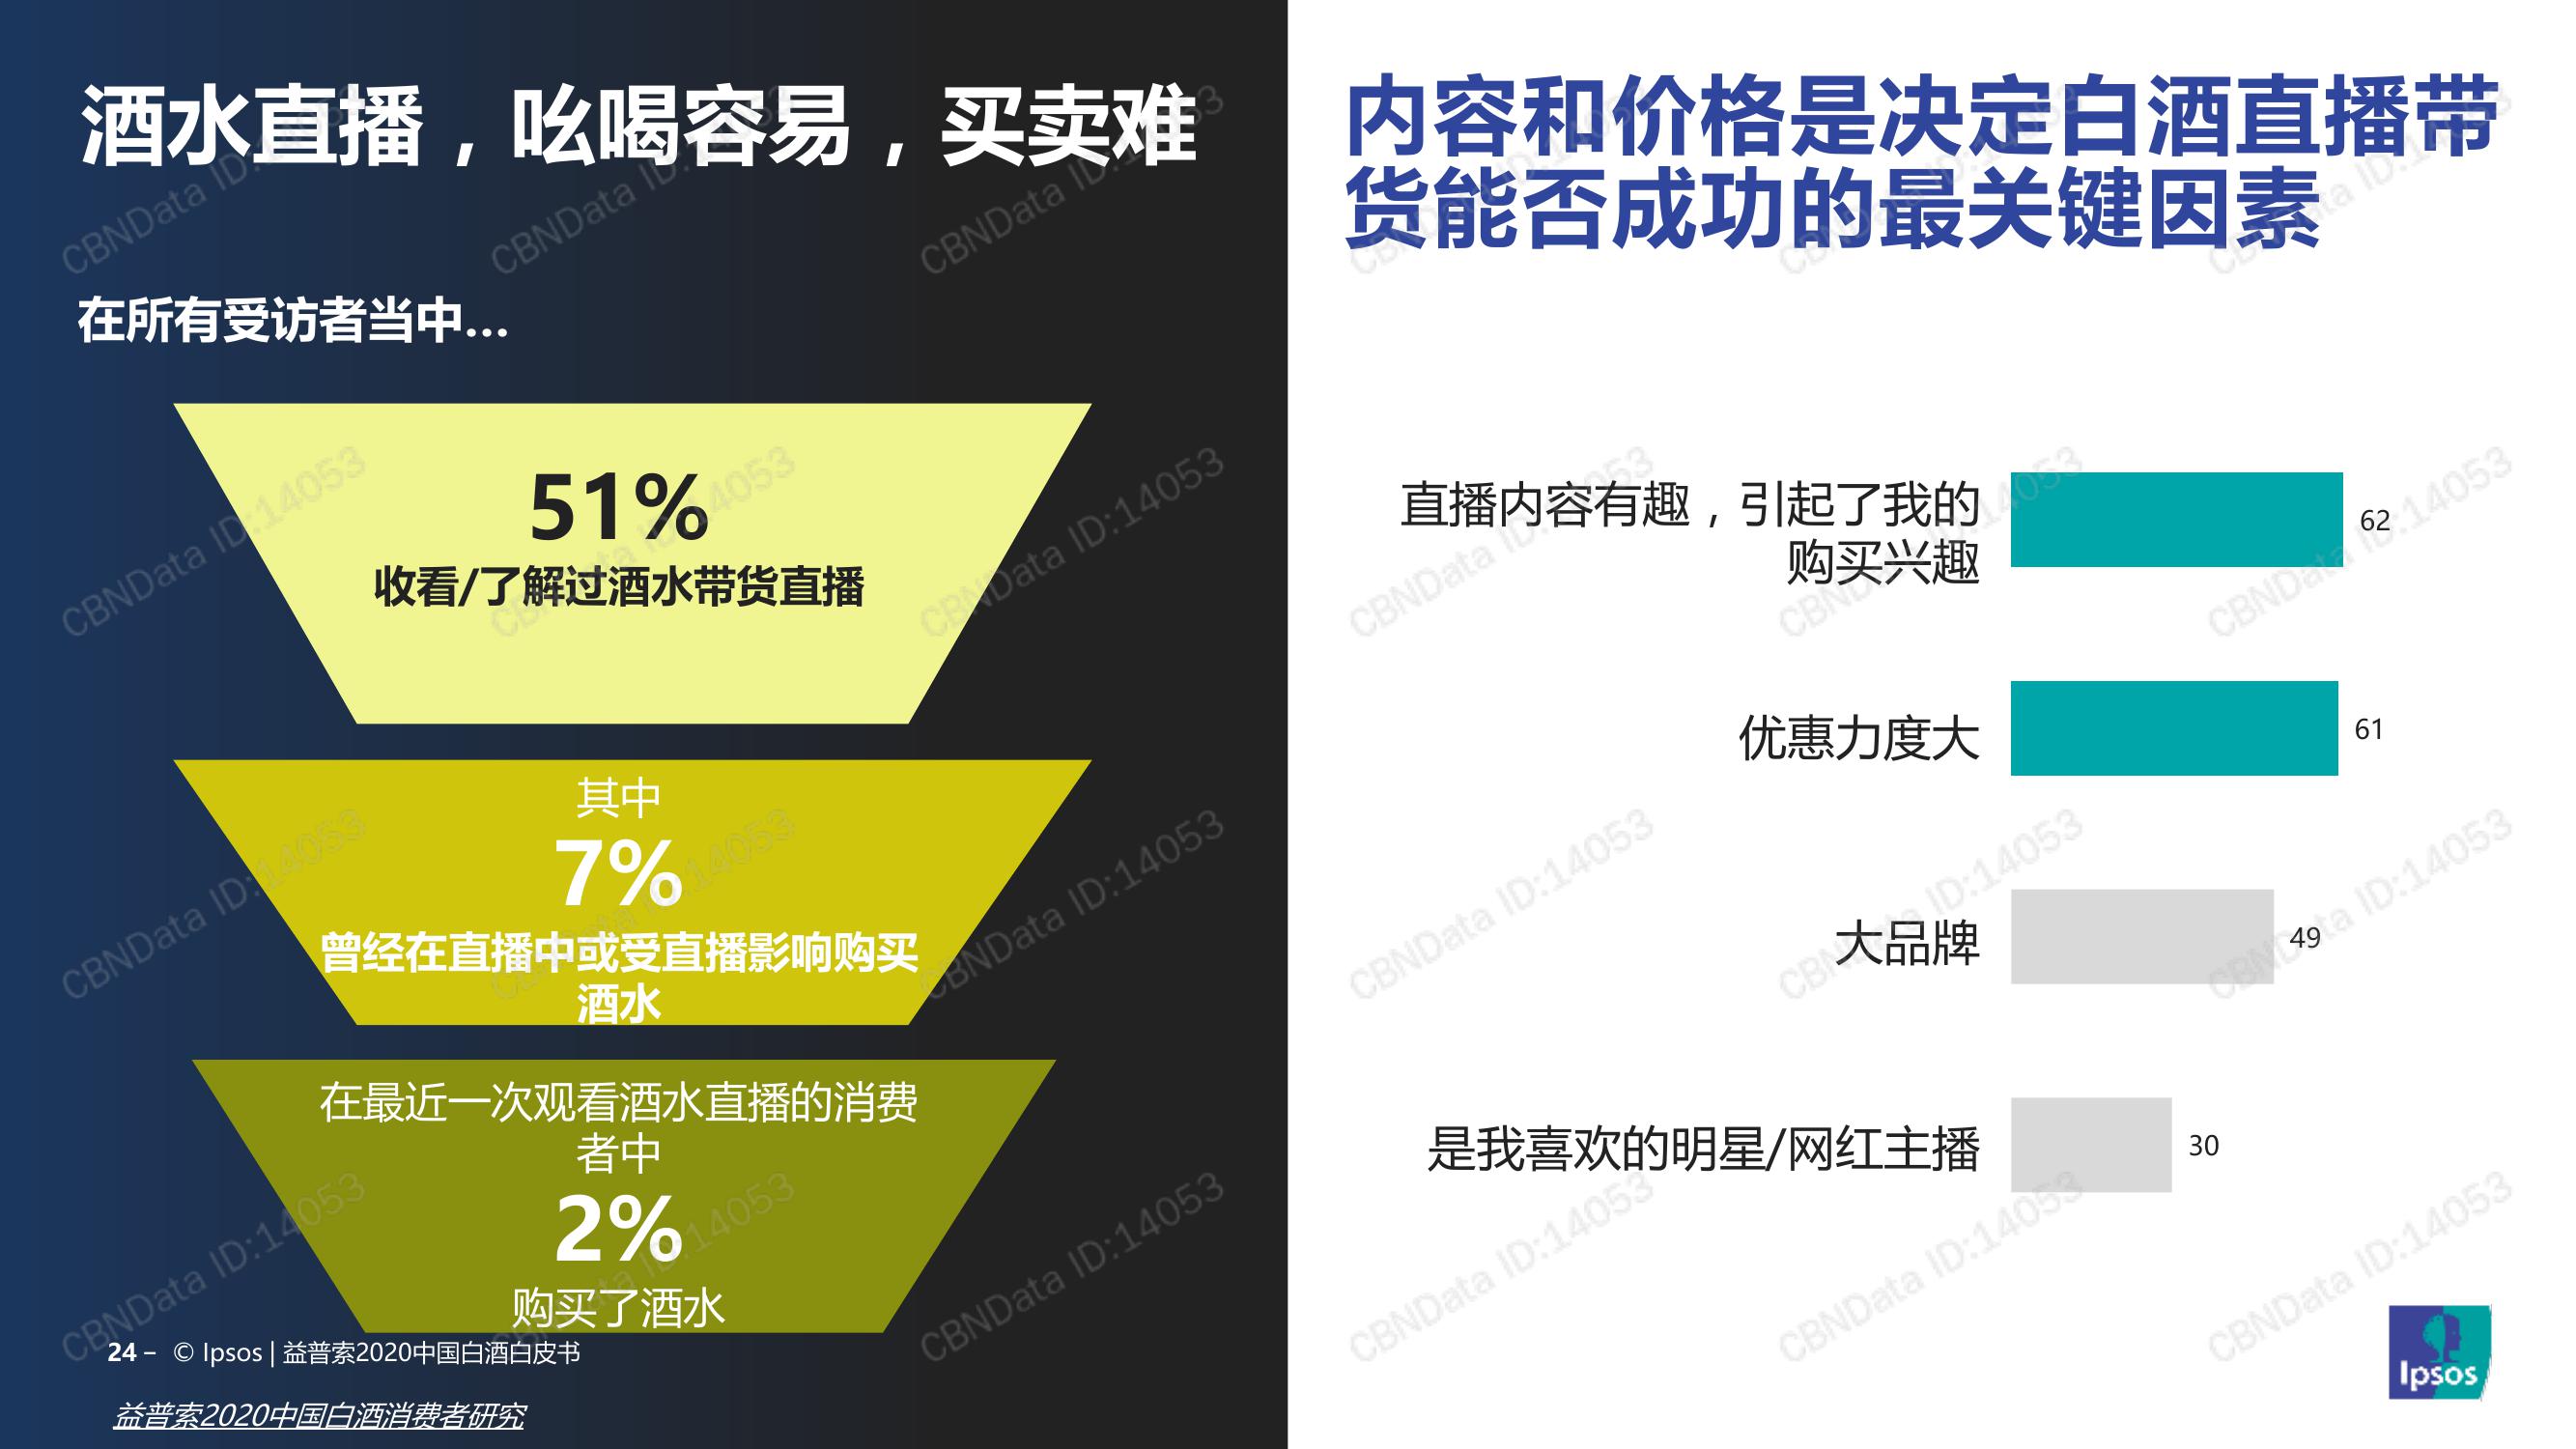 酒水直播，吆喝容易，买卖难
在所有受访者当中...
51%
收看/了解过酒水带货直播
其中
7%
曾经在直播中或受直播影响购买
酒水
在最近一次观看酒水直播的消费
者中
2%
购买了酒水
24 – © Ipsos | 益普索2020中国白酒白皮书
益普索2020中国白酒消费者研究
内容和价格是决定白酒直播带
货能否成功的最关键因素
直播内容有趣，引起了我的
购买兴趣
62
优惠力度大
61
大品牌
49
是我喜欢的明星/网红主播
30
Ipsos
CBNData ID:14053